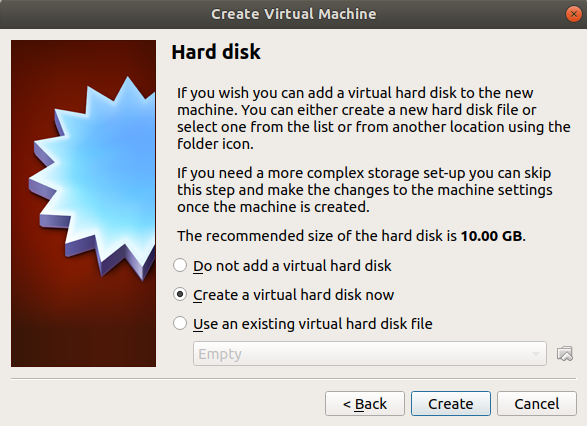 Create Virtual Machine
Hard disk
If you wish you can add a virtual hard disk to the new
machine. You can either create a new hard disk file or
select one from the list or from another location using the
folder icon.
If you need a more complex storage set-up you can skip
this step and make the changes to the machine settings
once the machine is created.
The recommended size of the hard disk is 10.00 GB.
Do not add a virtual hard disk
Create a virtual hard disk now
Use an existing virtual hard disk file
Empty
< Back
Create
Cancel